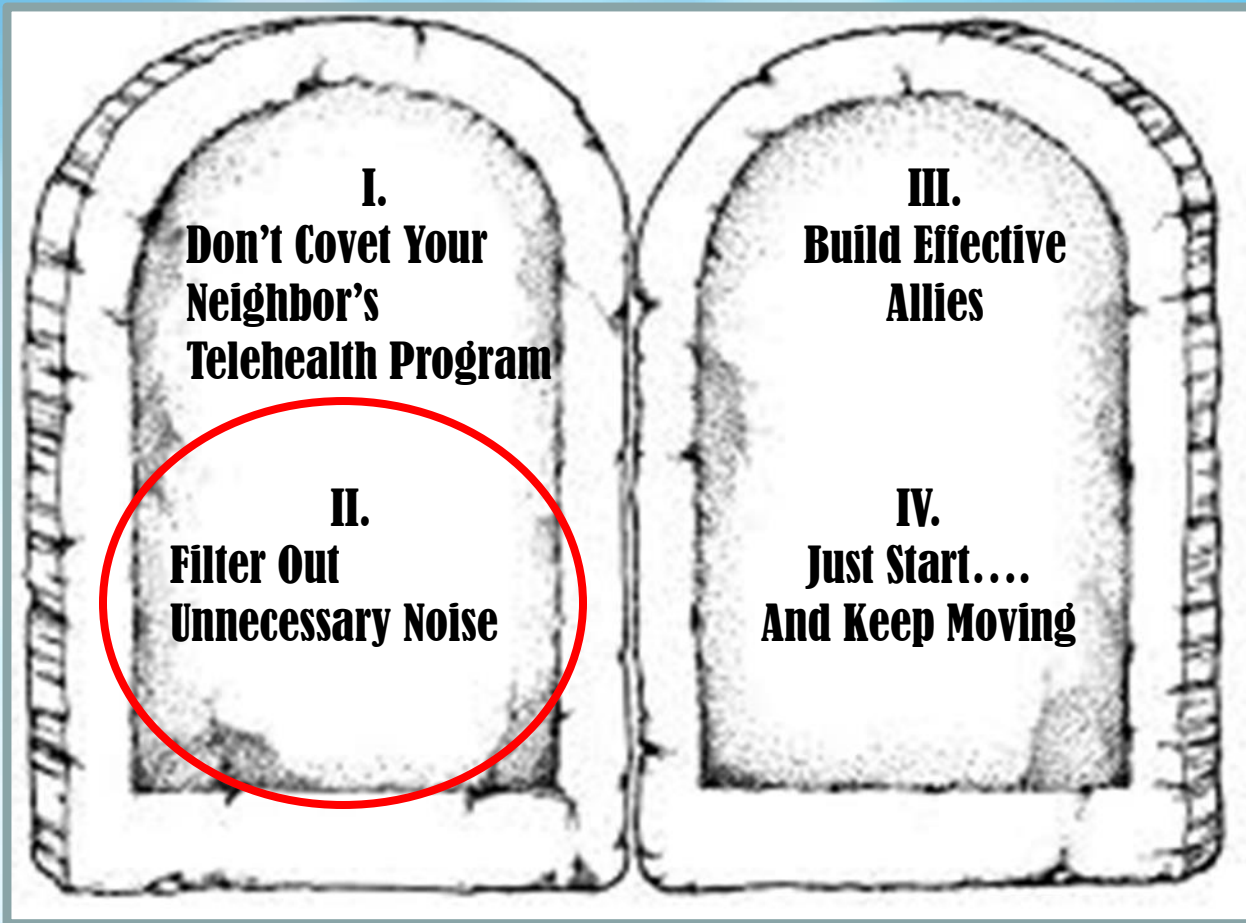 I.
Don’t Covet Your
Neighbor’s
Telehealth Program
II.
Filter Out
Unnecessary Noise
III.
Build Effective
Allies
IV.
Just Start....
And Keep Moving